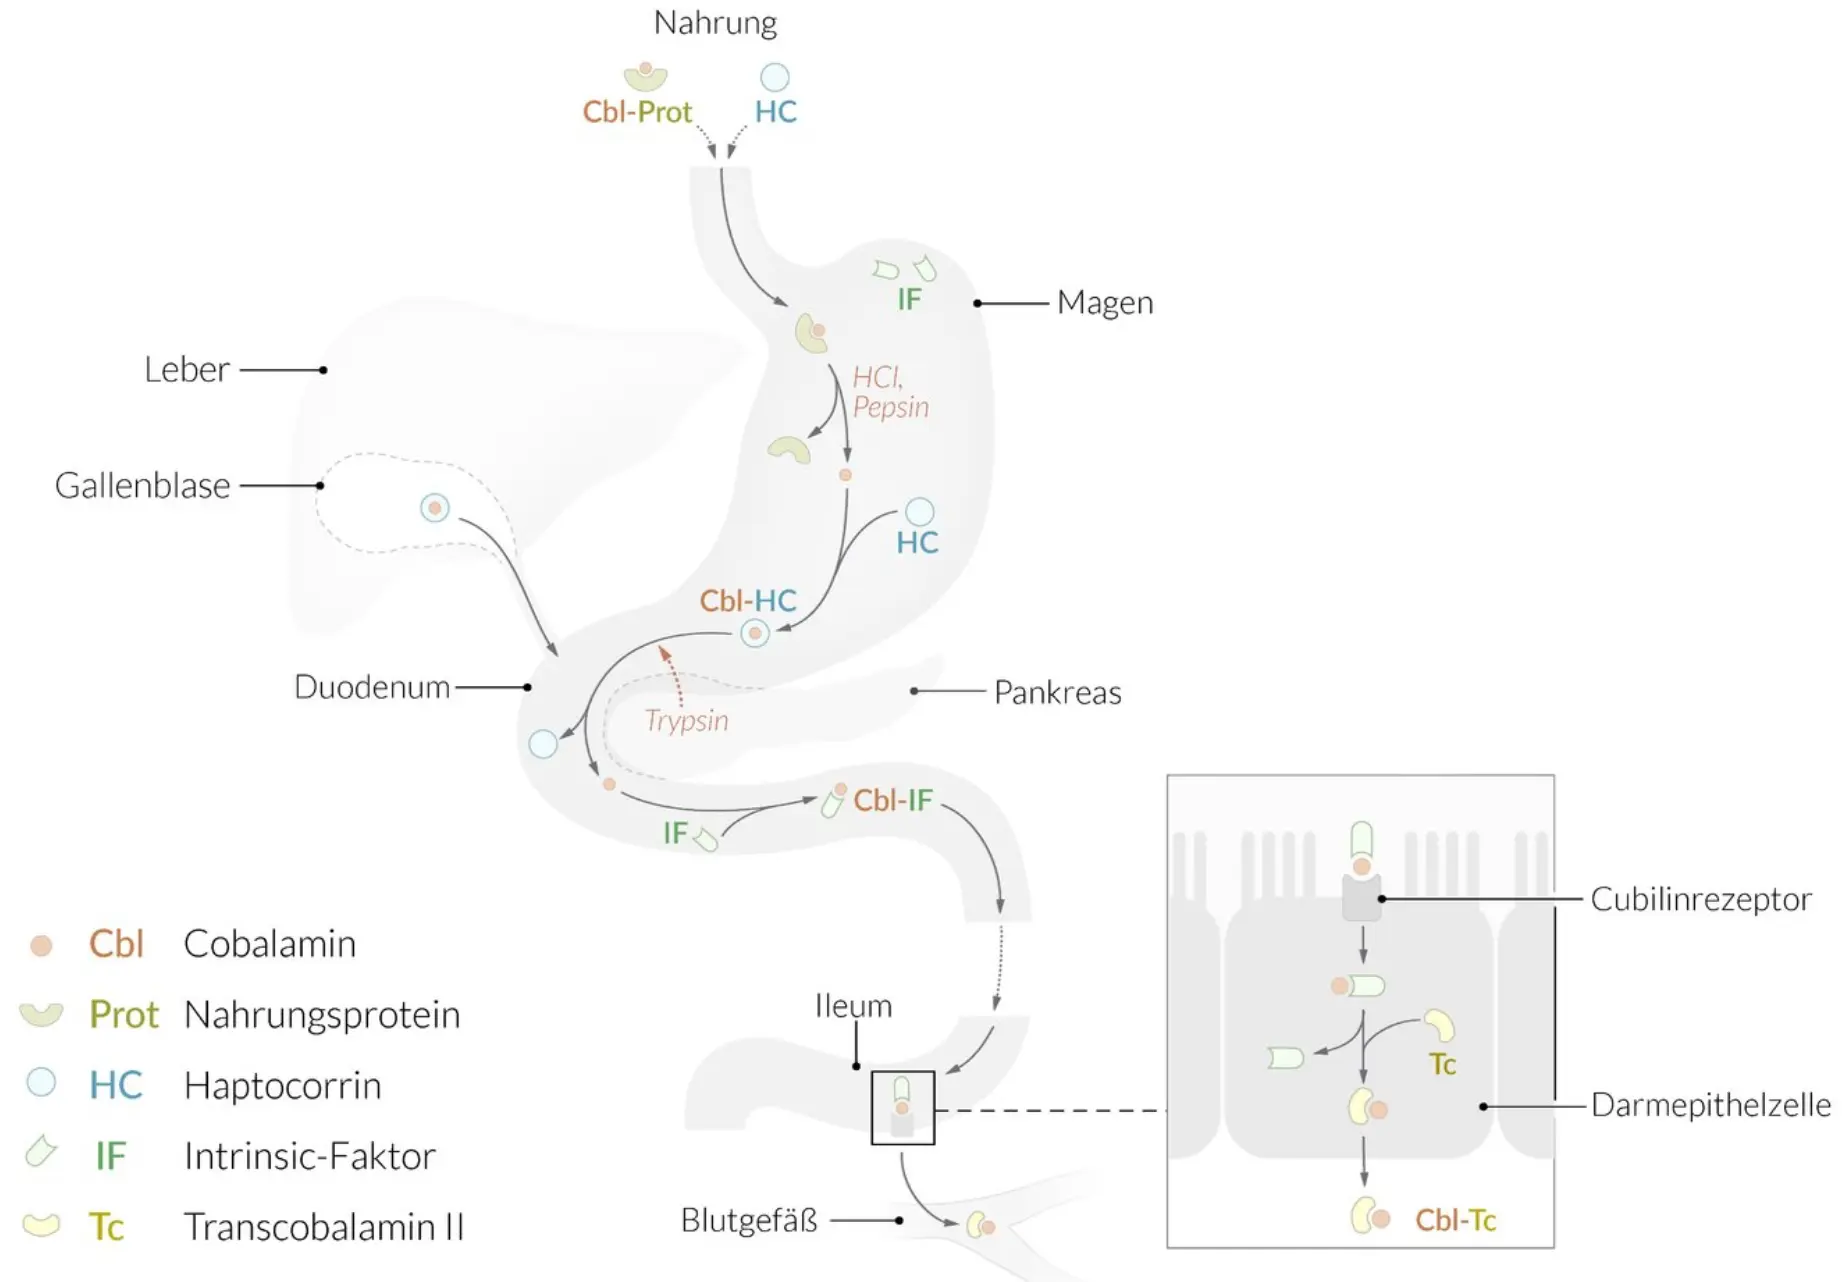 Nahrung
Cbl-Prot
HC
IF
Magen
Leber
HCl,
Pepsin
Gallenblase
HC
Cbl-HC
Duodenum
Pankreas
Trypsin
Cbl-IF
IF
Cubilinrezeptor
Cbl Cobalamin
Prot Nahrungsprotein
HC Haptocorrin
IF Intrinsic-Faktor
Tc Transcobalamin II
Ileum
Tc
Darmepithelzelle
Blutgefäß
Cbl-Tc